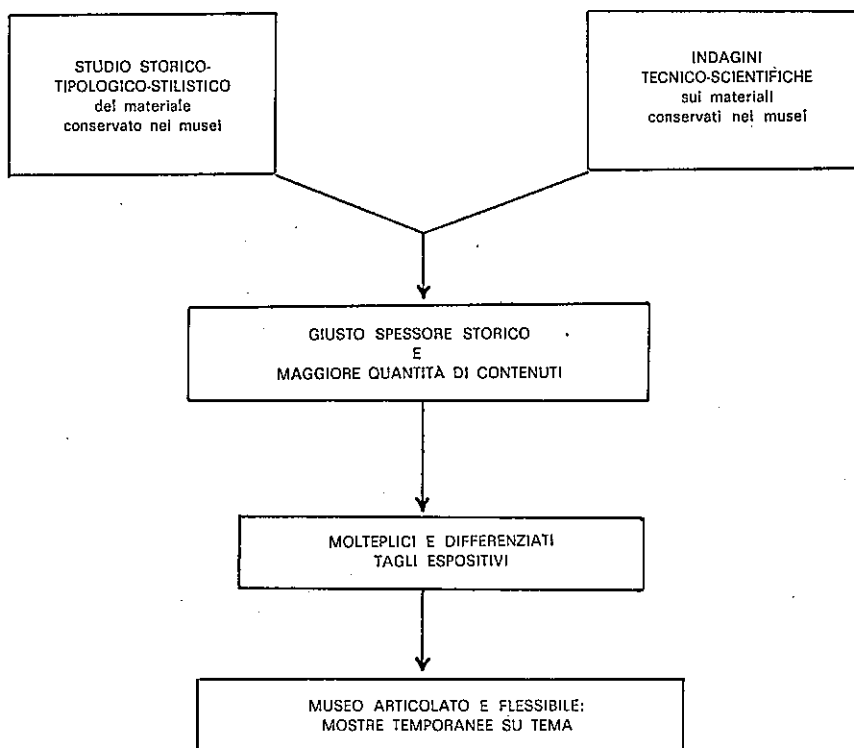 STUDIO STORICO-
TIPOLOGICO-STILISTICO
del materiale
conservato nei musei
INDAGINI
TECNICO-SCIENTIFICHE
sui materiali
conservati nei musei
GIUSTO SPESSORE STORICO
E
MAGGIORE QUANTITÀ DI CONTENUTI
MOLTEPLICI E DIFFERENZIATI
TAGLI ESPOSITIVI
MUSEO ARTICOLATO E FLESSIBILE:
MOSTRE TEMPORANEE SU TEMA